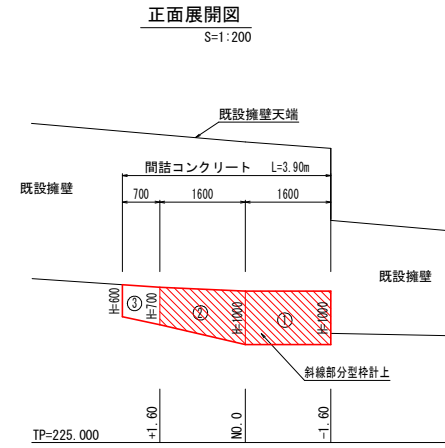 正面展開図
S=1:200
既設擁壁天端
間詰コンクリート L=3.90m
既設擁壁
700 1600 1600
既設擁壁
H=600
③
H=700
②
H=1000
①
H=1000
斜線部分型枠計上
TP=225.000
+1.60
NO.0
-1.60